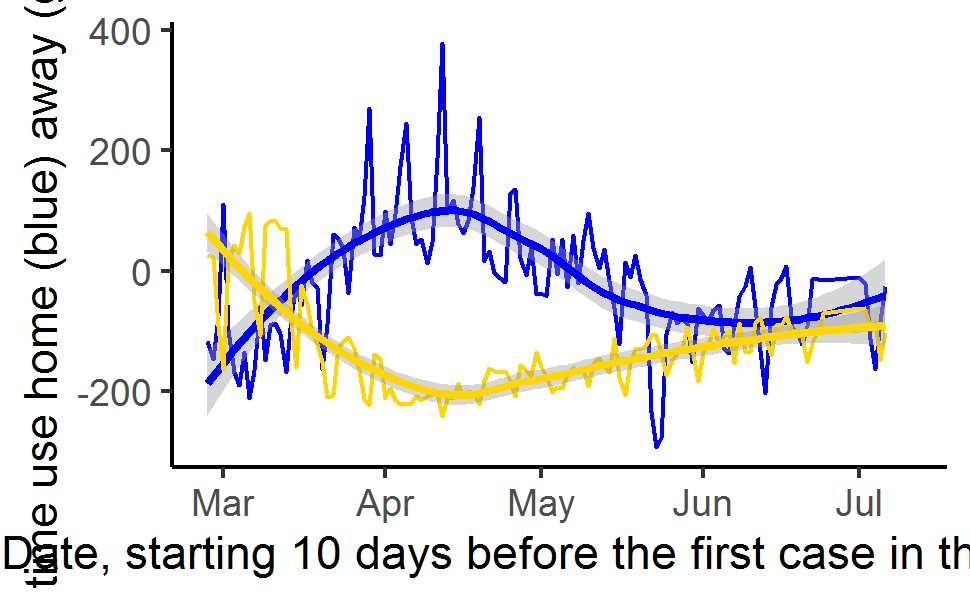 time use home (blue) away (
400
200
0
-200
Mar Apr May Jun Jul
Date, starting 10 days before the first case in th